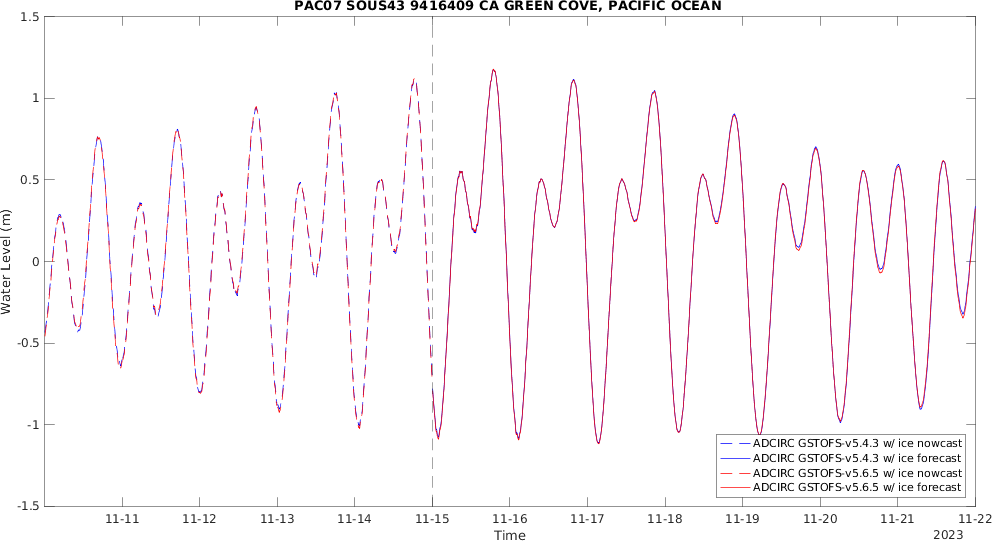 PAC07 SOUS43 9416409 CA GREEN COVE, PACIFIC OCEAN
1.5
1
0.5
0
-0.5
-1
-1.5
Water Level (m)
11-11 11-12 11-13 11-14 11-15 11-16 11-17 11-18 11-19 11-20 11-21 11-22
Time
2023
ADCIRC GSTOFS-v5.4.3 w/ ice nowcast
ADCIRC GSTOFS-v5.4.3 w/ ice forecast
ADCIRC GSTOFS-v5.6.5 w/ ice nowcast
ADCIRC GSTOFS-v5.6.5 w/ ice forecast